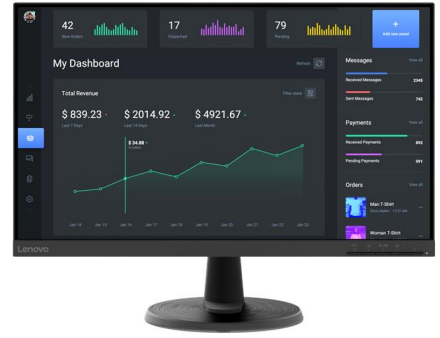 42
New Orders
17
Dispatched
79
Pending
+
Add new panel
My Dashboard
Refresh
Messages
View all
Received Messages
2345
Sent Messages
742
Total Revenue
Filter stats
$ 839.23
Last 7 Days
$ 2014.92
Last 14 Days
$ 4921.67
Last Month
$ 34.88
Payments
View all
Received Payments
892
Pending Payments
591
Orders
View all
Man T-Shirt
Woman T-Shirt
Jan 14
Jan 15
Jan 16
Jan 17
Jan 18
Jan 19
Jan 20
Jan 21
Jan 22
Jan 23
Lenovo